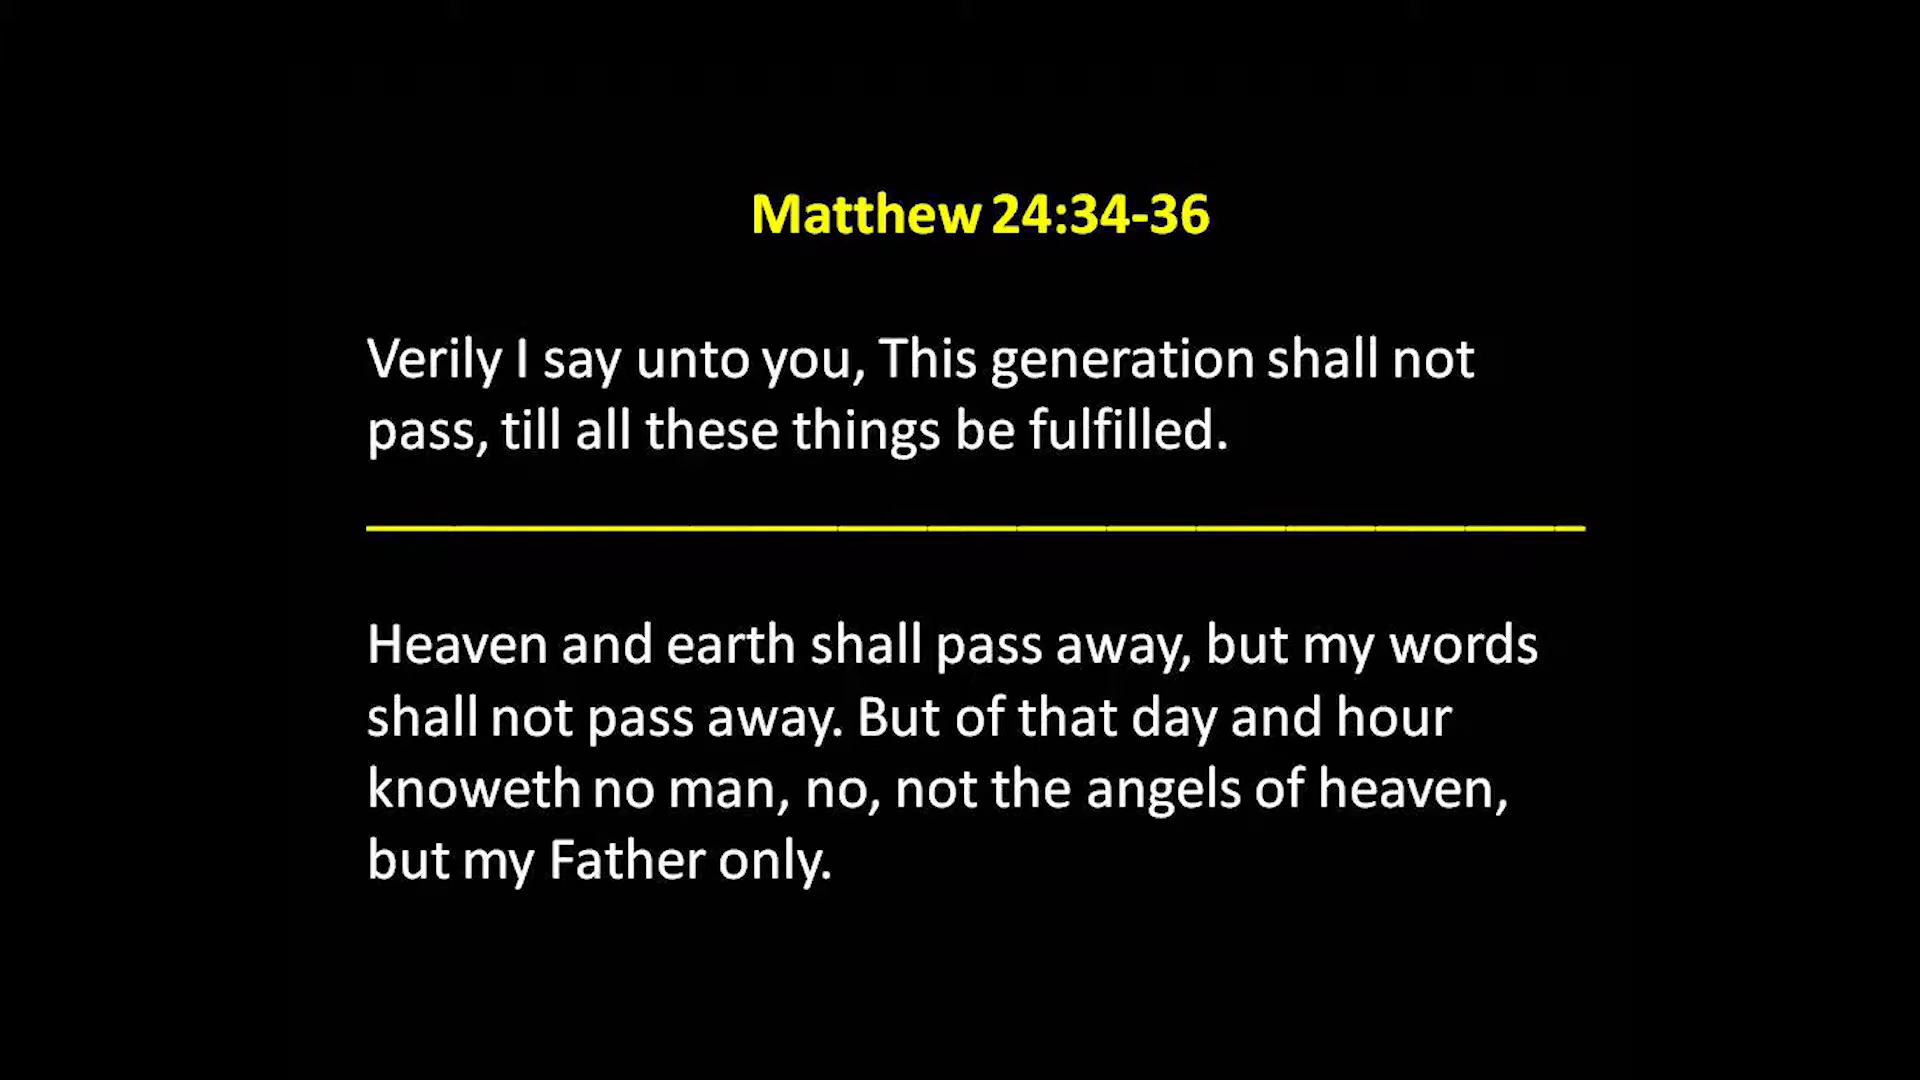 Matthew 24:34-36
Verily I say unto you, This generation shall not
pass, till all these things be fulfilled.
Heaven and earth shall pass away, but my words
shall not pass away. But of that day and hour
knoweth no man, no, not the angels of heaven,
but my Father only.